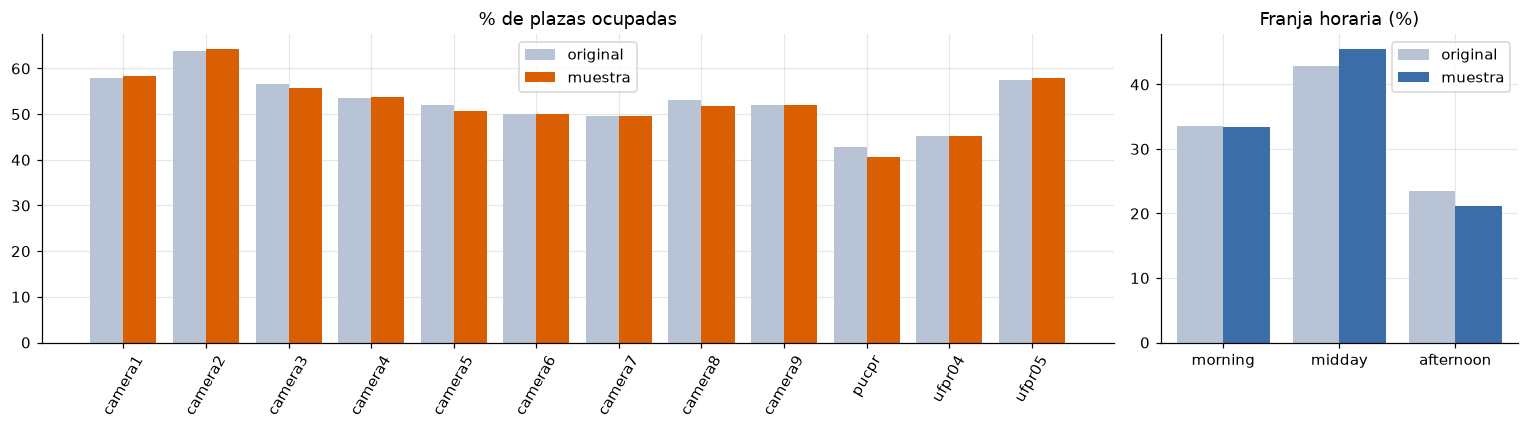 % de plazas ocupadas
original
muestra
60
50
40
30
20
10
0
camera1
camera2
camera3
camera4
camera5
camera6
camera7
camera8
camera9
pucpr
ufpr04
ufpr05
Franja horaria (%)
original
muestra
40
30
20
10
0
morning
midday
afternoon